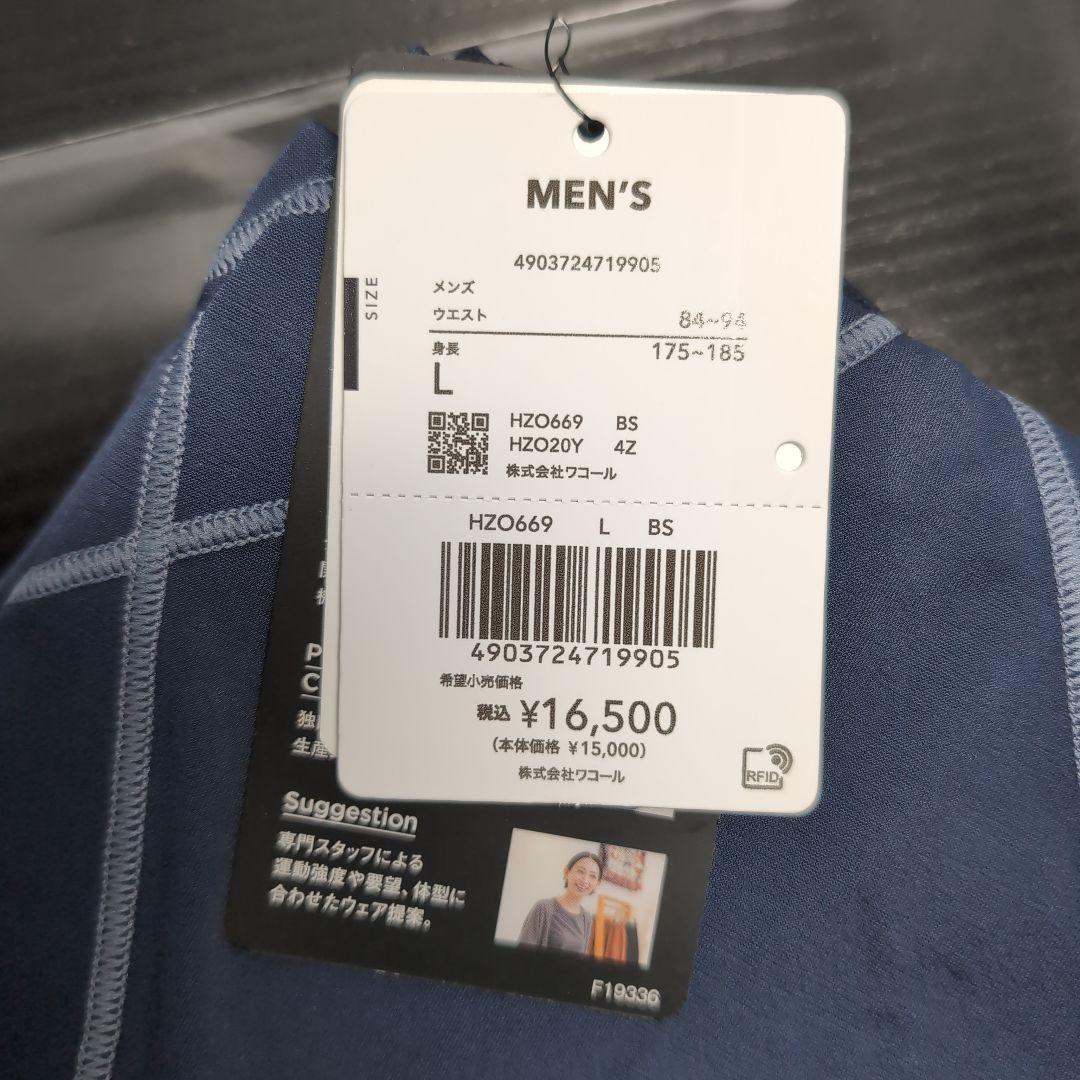 MEN'S
4903724719905
SIZE
メンズ
ウエスト 84~94
身長 175~185
L
HZO669 BS
HZO20Y 4Z
株式会社ワコール
HZO669 L BS
4903724719905
希望小売価格
税込 ¥16,500
(本体価格 ¥15,000)
株式会社ワコール
RFID
P
C
独
生産
Suggestion
専門スタッフによる
運動強度や要望、体型に
合わせたウェア提案。
F19336